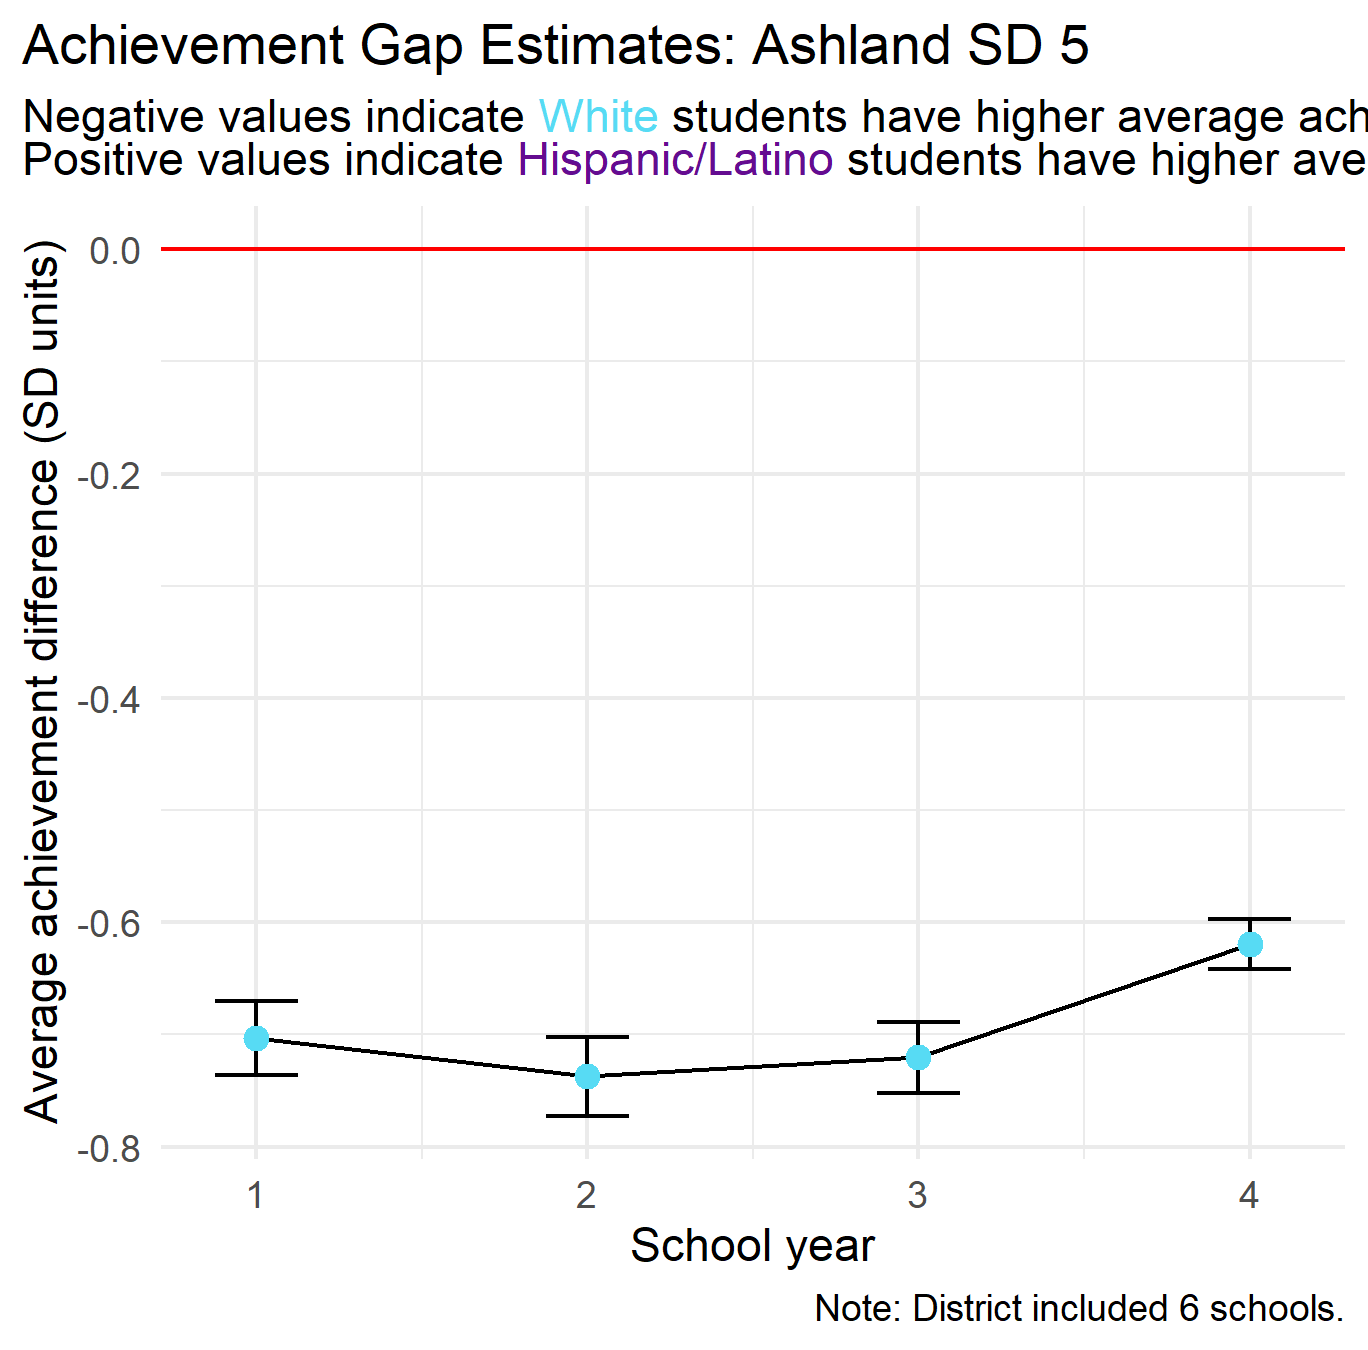 Achievement Gap Estimates: Ashland SD 5
Negative values indicate White students have higher average ach
Positive values indicate Hispanic/Latino students have higher ave
Average achievement difference (SD units)
0.0
-0.2
-0.4
-0.6
-0.8
1 2 3 4
School year
Note: District included 6 schools.